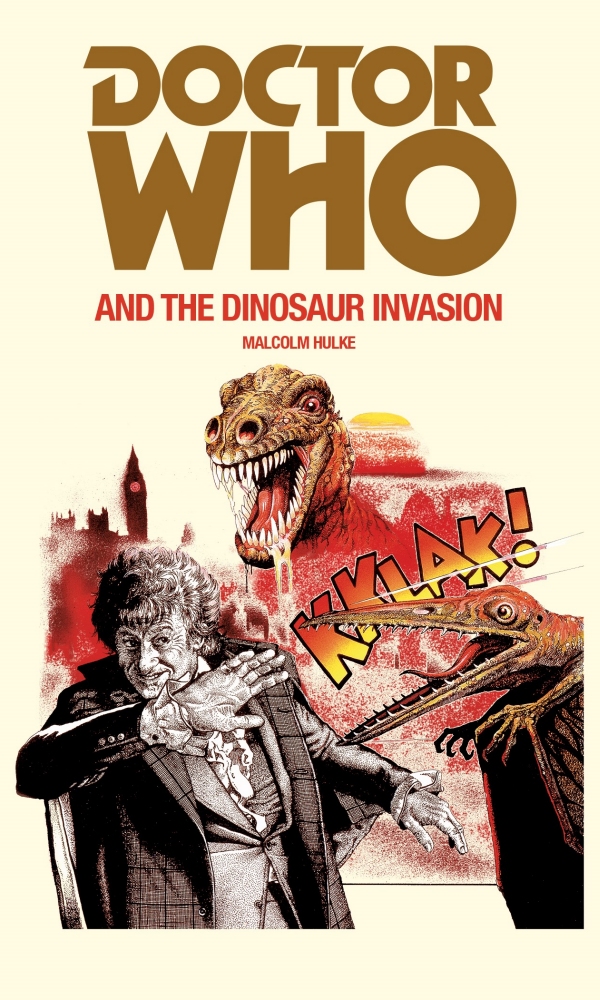 DOCTOR
WHO
AND THE DINOSAUR INVASION
MALCOLM HULKE
KKLAK!